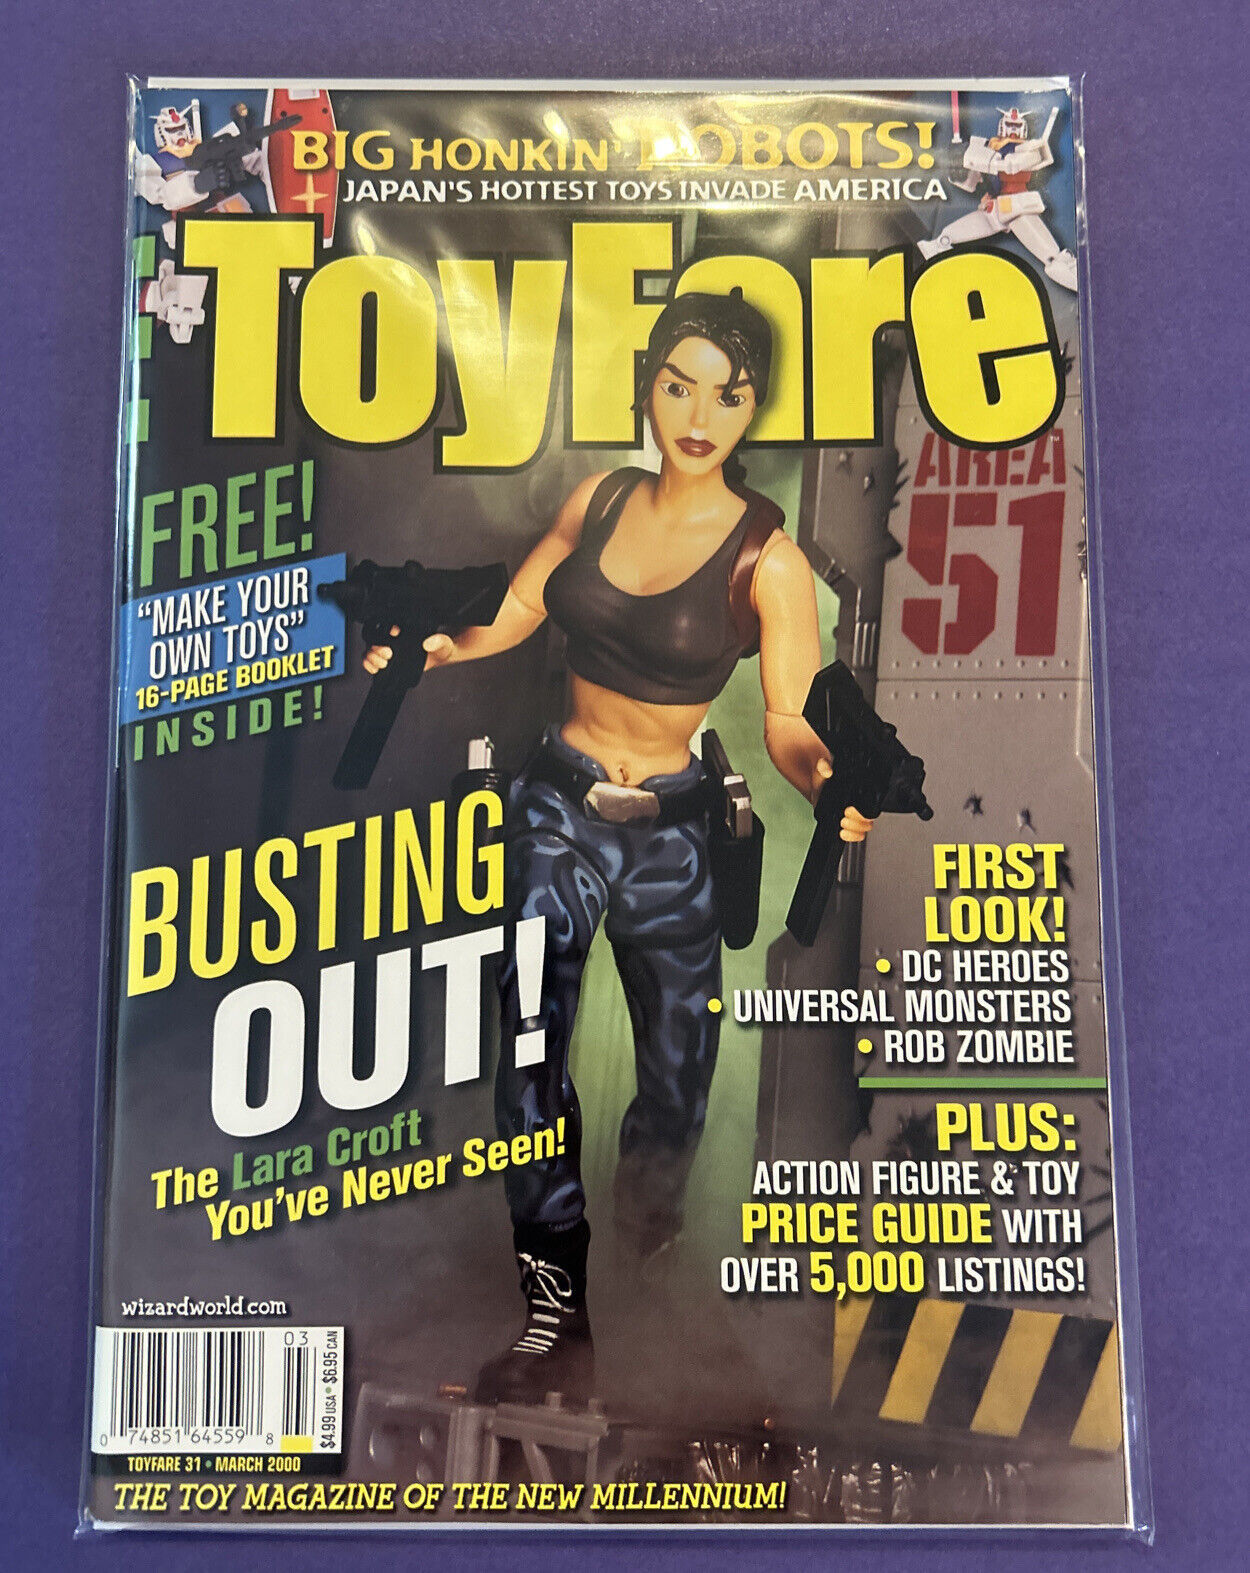 BIG HONKIN' ROBOTS!
JAPAN'S HOTTEST TOYS INVADE AMERICA
ToyFare
AREA™
51
FREE!
"MAKE YOUR
OWN TOYS"
16-PAGE BOOKLET
INSIDE!
BUSTING
OUT!
The Lara Croft
You've Never Seen!
FIRST
LOOK!
• DC HEROES
• UNIVERSAL MONSTERS
• ROB ZOMBIE
PLUS:
ACTION FIGURE & TOY
PRICE GUIDE WITH
OVER 5,000 LISTINGS!
wizardworld.com
03
$4.99 USA • $6.95 CAN
0 74851 64559 8
TOYFARE 31 • MARCH 2000
THE TOY MAGAZINE OF THE NEW MILLENNIUM!